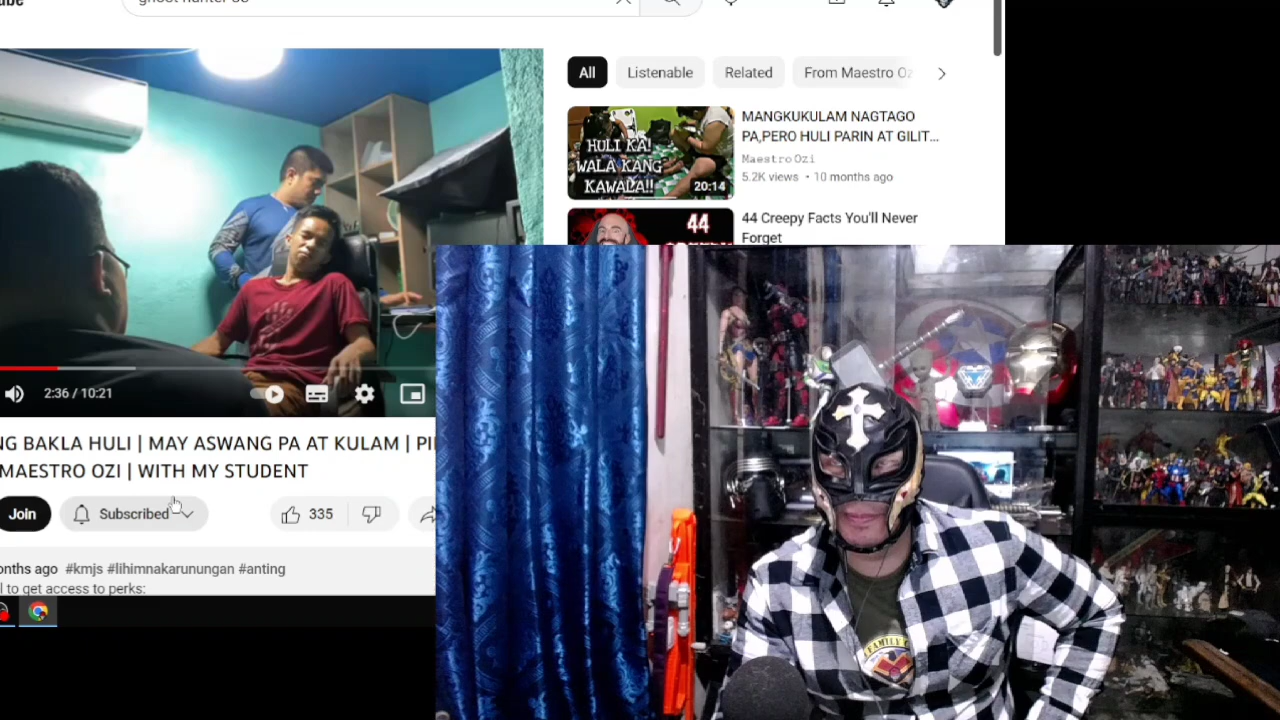 All
Listenable
Related
From Maestro Oz
HULI KA!
WALA KANG
KAWALA!!
20:14
MANGKUKULAM NAGTAGO
PA,PERO HULI PARIN AT GILIT...
Maestro Ozi
5.2K views • 10 months ago
44
44 Creepy Facts You'll Never
Forget
2:36 / 10:21
NG BAKLA HULI | MAY ASWANG PA AT KULAM | PI
MAESTRO OZI | WITH MY STUDENT
Join
Subscribed
335
onths ago #kmjs #lihimnakarunungan #anting
l to get access to perks:
FAMILY